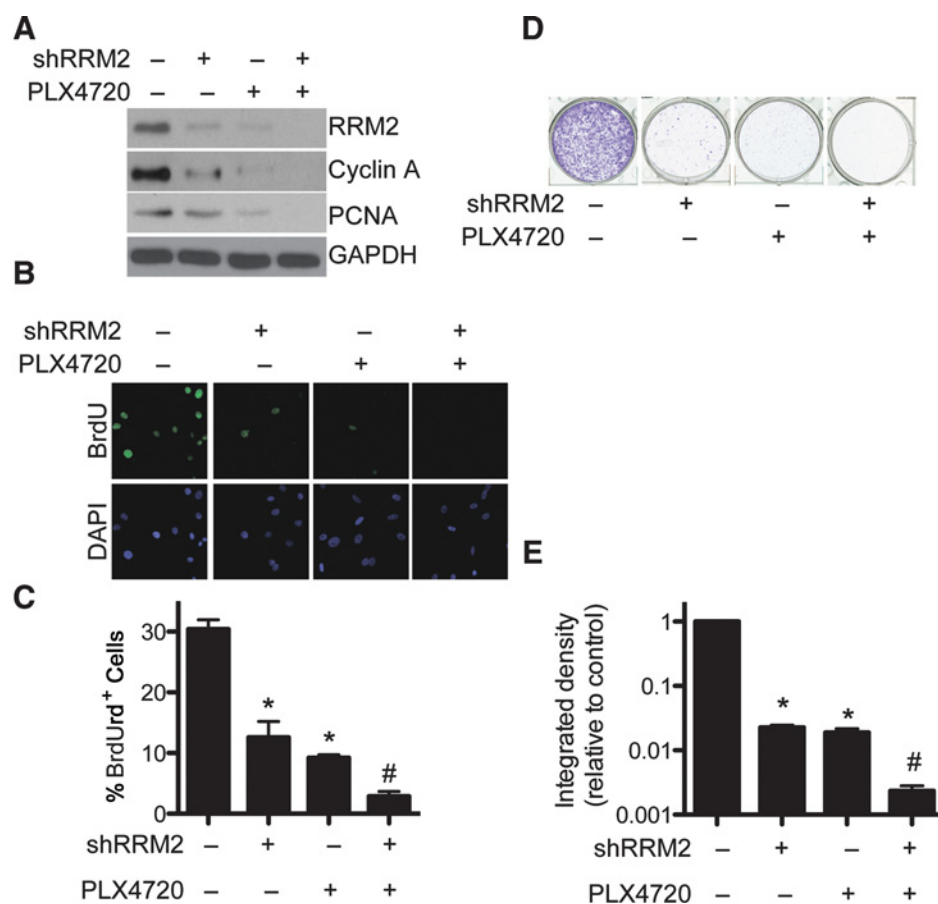 A
shRRM2 – + – +
PLX4720 – – + +
RRM2
Cyclin A
PCNA
GAPDH
B
shRRM2 – + – +
PLX4720 – – + +
BrdU
DAPI
C
% BrdUrd+ Cells
30
20
10
0
* * #
shRRM2 – + – +
PLX4720 – – + +
D
shRRM2 – + – +
PLX4720 – – + +
E
Integrated density
(relative to control)
1
0.1
0.01
0.001
* * #
shRRM2 – + – +
PLX4720 – – + +